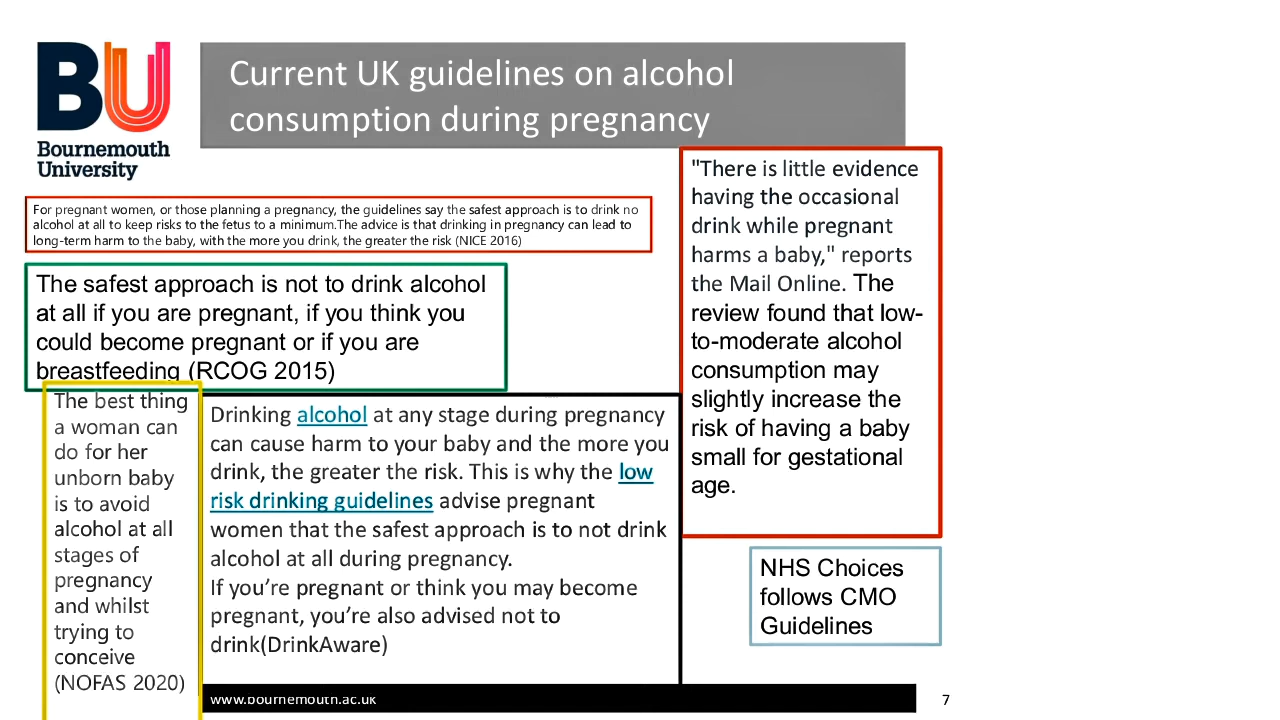 BU
Bournemouth
University
Current UK guidelines on alcohol
consumption during pregnancy
For pregnant women, or those planning a pregnancy, the guidelines say the safest approach is to drink no
alcohol at all to keep risks to the fetus to a minimum.The advice is that drinking in pregnancy can lead to
long-term harm to the baby, with the more you drink, the greater the risk (NICE 2016)
The safest approach is not to drink alcohol
at all if you are pregnant, if you think you
could become pregnant or if you are
breastfeeding (RCOG 2015)
The best thing
a woman can
do for her
unborn baby
is to avoid
alcohol at all
stages of
pregnancy
and whilst
trying to
conceive
(NOFAS 2020)
Drinking alcohol at any stage during pregnancy
can cause harm to your baby and the more you
drink, the greater the risk. This is why the low
risk drinking guidelines advise pregnant
women that the safest approach is to not drink
alcohol at all during pregnancy.
If you’re pregnant or think you may become
pregnant, you’re also advised not to
drink(DrinkAware)
"There is little evidence
having the occasional
drink while pregnant
harms a baby," reports
the Mail Online. The
review found that low-
to-moderate alcohol
consumption may
slightly increase the
risk of having a baby
small for gestational
age.
NHS Choices
follows CMO
Guidelines
www.bournemouth.ac.uk
7